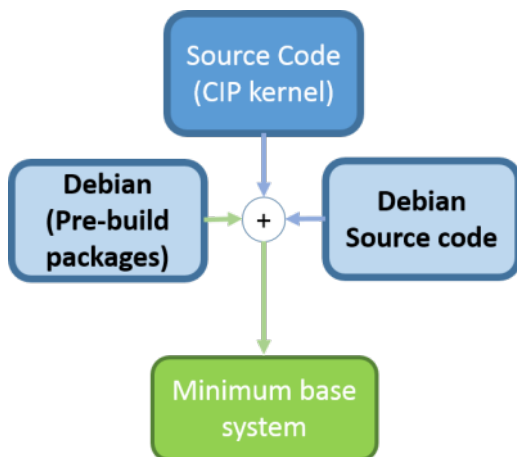 Source Code
(CIP kernel)
Debian
(Pre-build
packages)
+
Debian
Source code
Minimum base
system